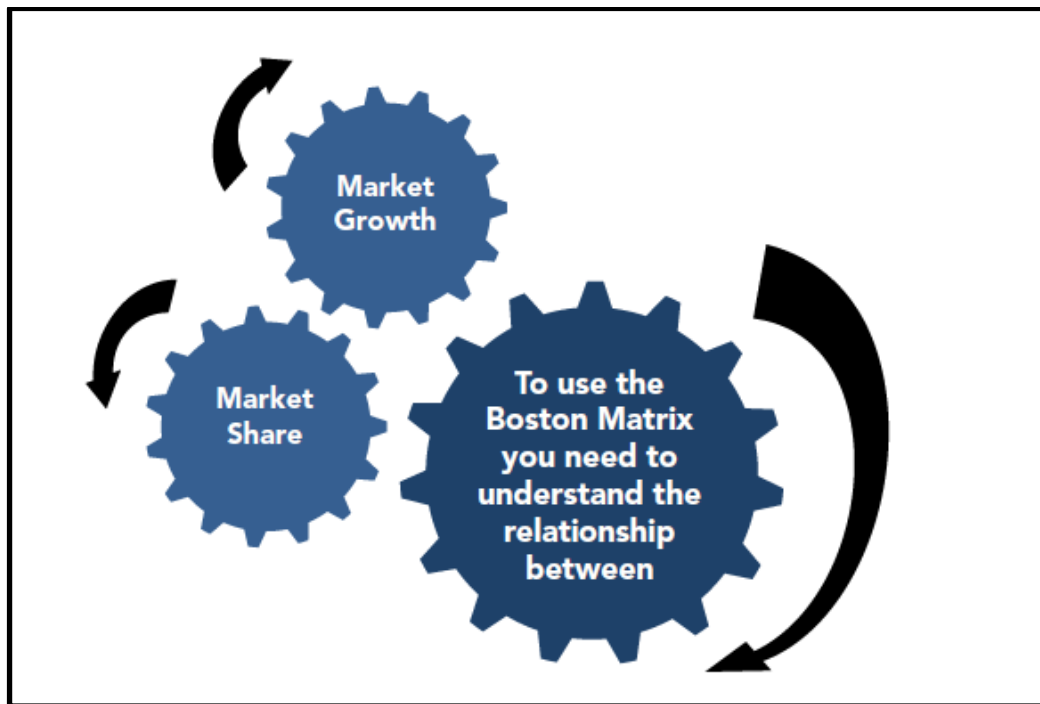 Market
Growth
Market
Share
To use the
Boston Matrix
you need to
understand the
relationship
between